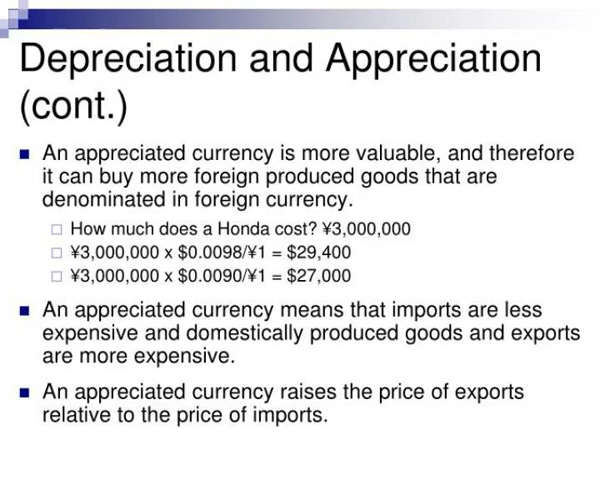 Depreciation and Appreciation
(cont.)
An appreciated currency is more valuable, and therefore
it can buy more foreign produced goods that are
denominated in foreign currency.
How much does a Honda cost? ¥3,000,000
¥3,000,000 x $0.0098/¥1 = $29,400
¥3,000,000 x $0.0090/¥1 = $27,000
An appreciated currency means that imports are less
expensive and domestically produced goods and exports
are more expensive.
An appreciated currency raises the price of exports
relative to the price of imports.